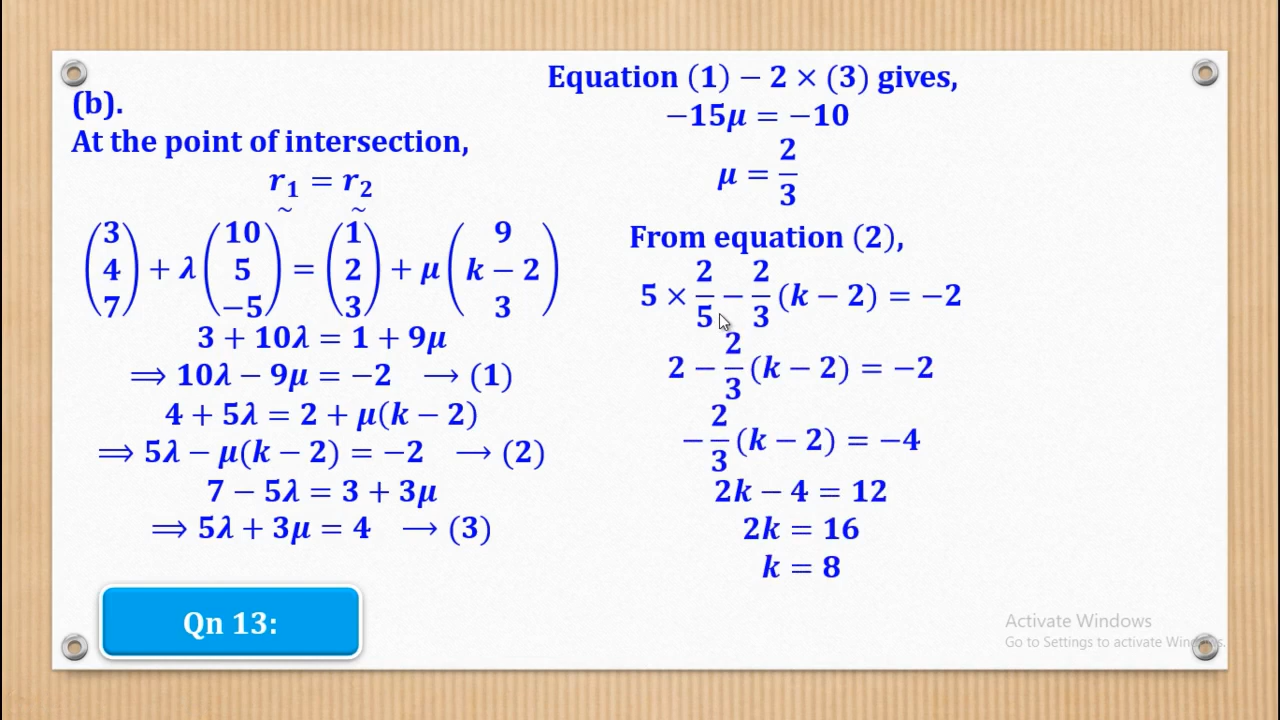 (b).
At the point of intersection,
r₁ = r₂
~ ~
(3 4 7) + λ (10 5 −5) = (1 2 3) + μ (9 k − 2 3)
3 + 10λ = 1 + 9μ
⟹ 10λ − 9μ = −2 → (1)
4 + 5λ = 2 + μ(k − 2)
⟹ 5λ − μ(k − 2) = −2 → (2)
7 − 5λ = 3 + 3μ
⟹ 5λ + 3μ = 4 → (3)
Qn 13:
Equation (1) − 2 × (3) gives,
−15μ = −10
μ = 2/3
From equation (2),
5 × 2/5 − 2/3 (k − 2) = −2
2 − 2/3 (k − 2) = −2
− 2/3 (k − 2) = −4
2k − 4 = 12
2k = 16
k = 8
Activate Windows
Go to Settings to activate Windows.